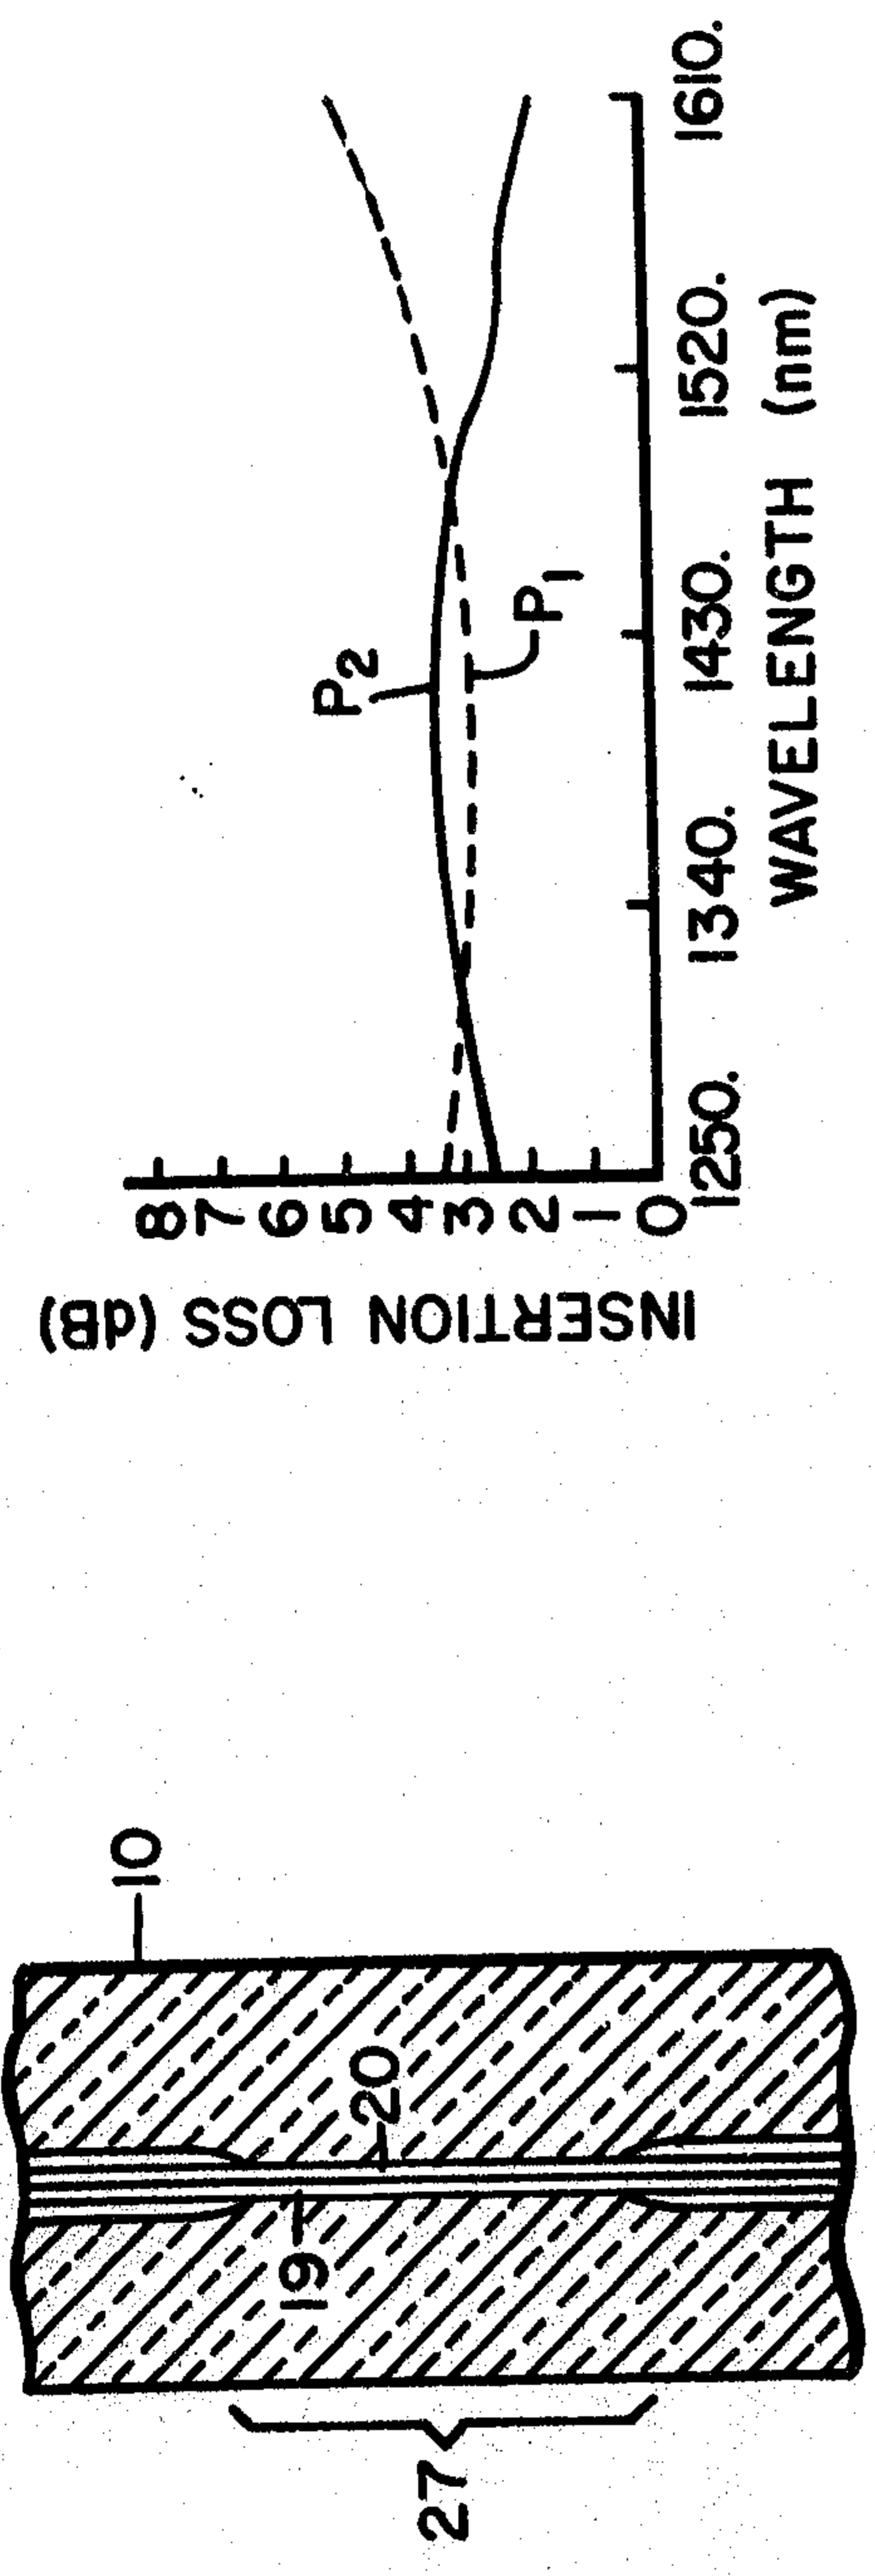 27
19
20
10
INSERTION LOSS (dB)
8
7
6
5
4
3
2
1
0
P2
P1
1250. 1340. 1430. 1520. 1610.
WAVELENGTH (nm)